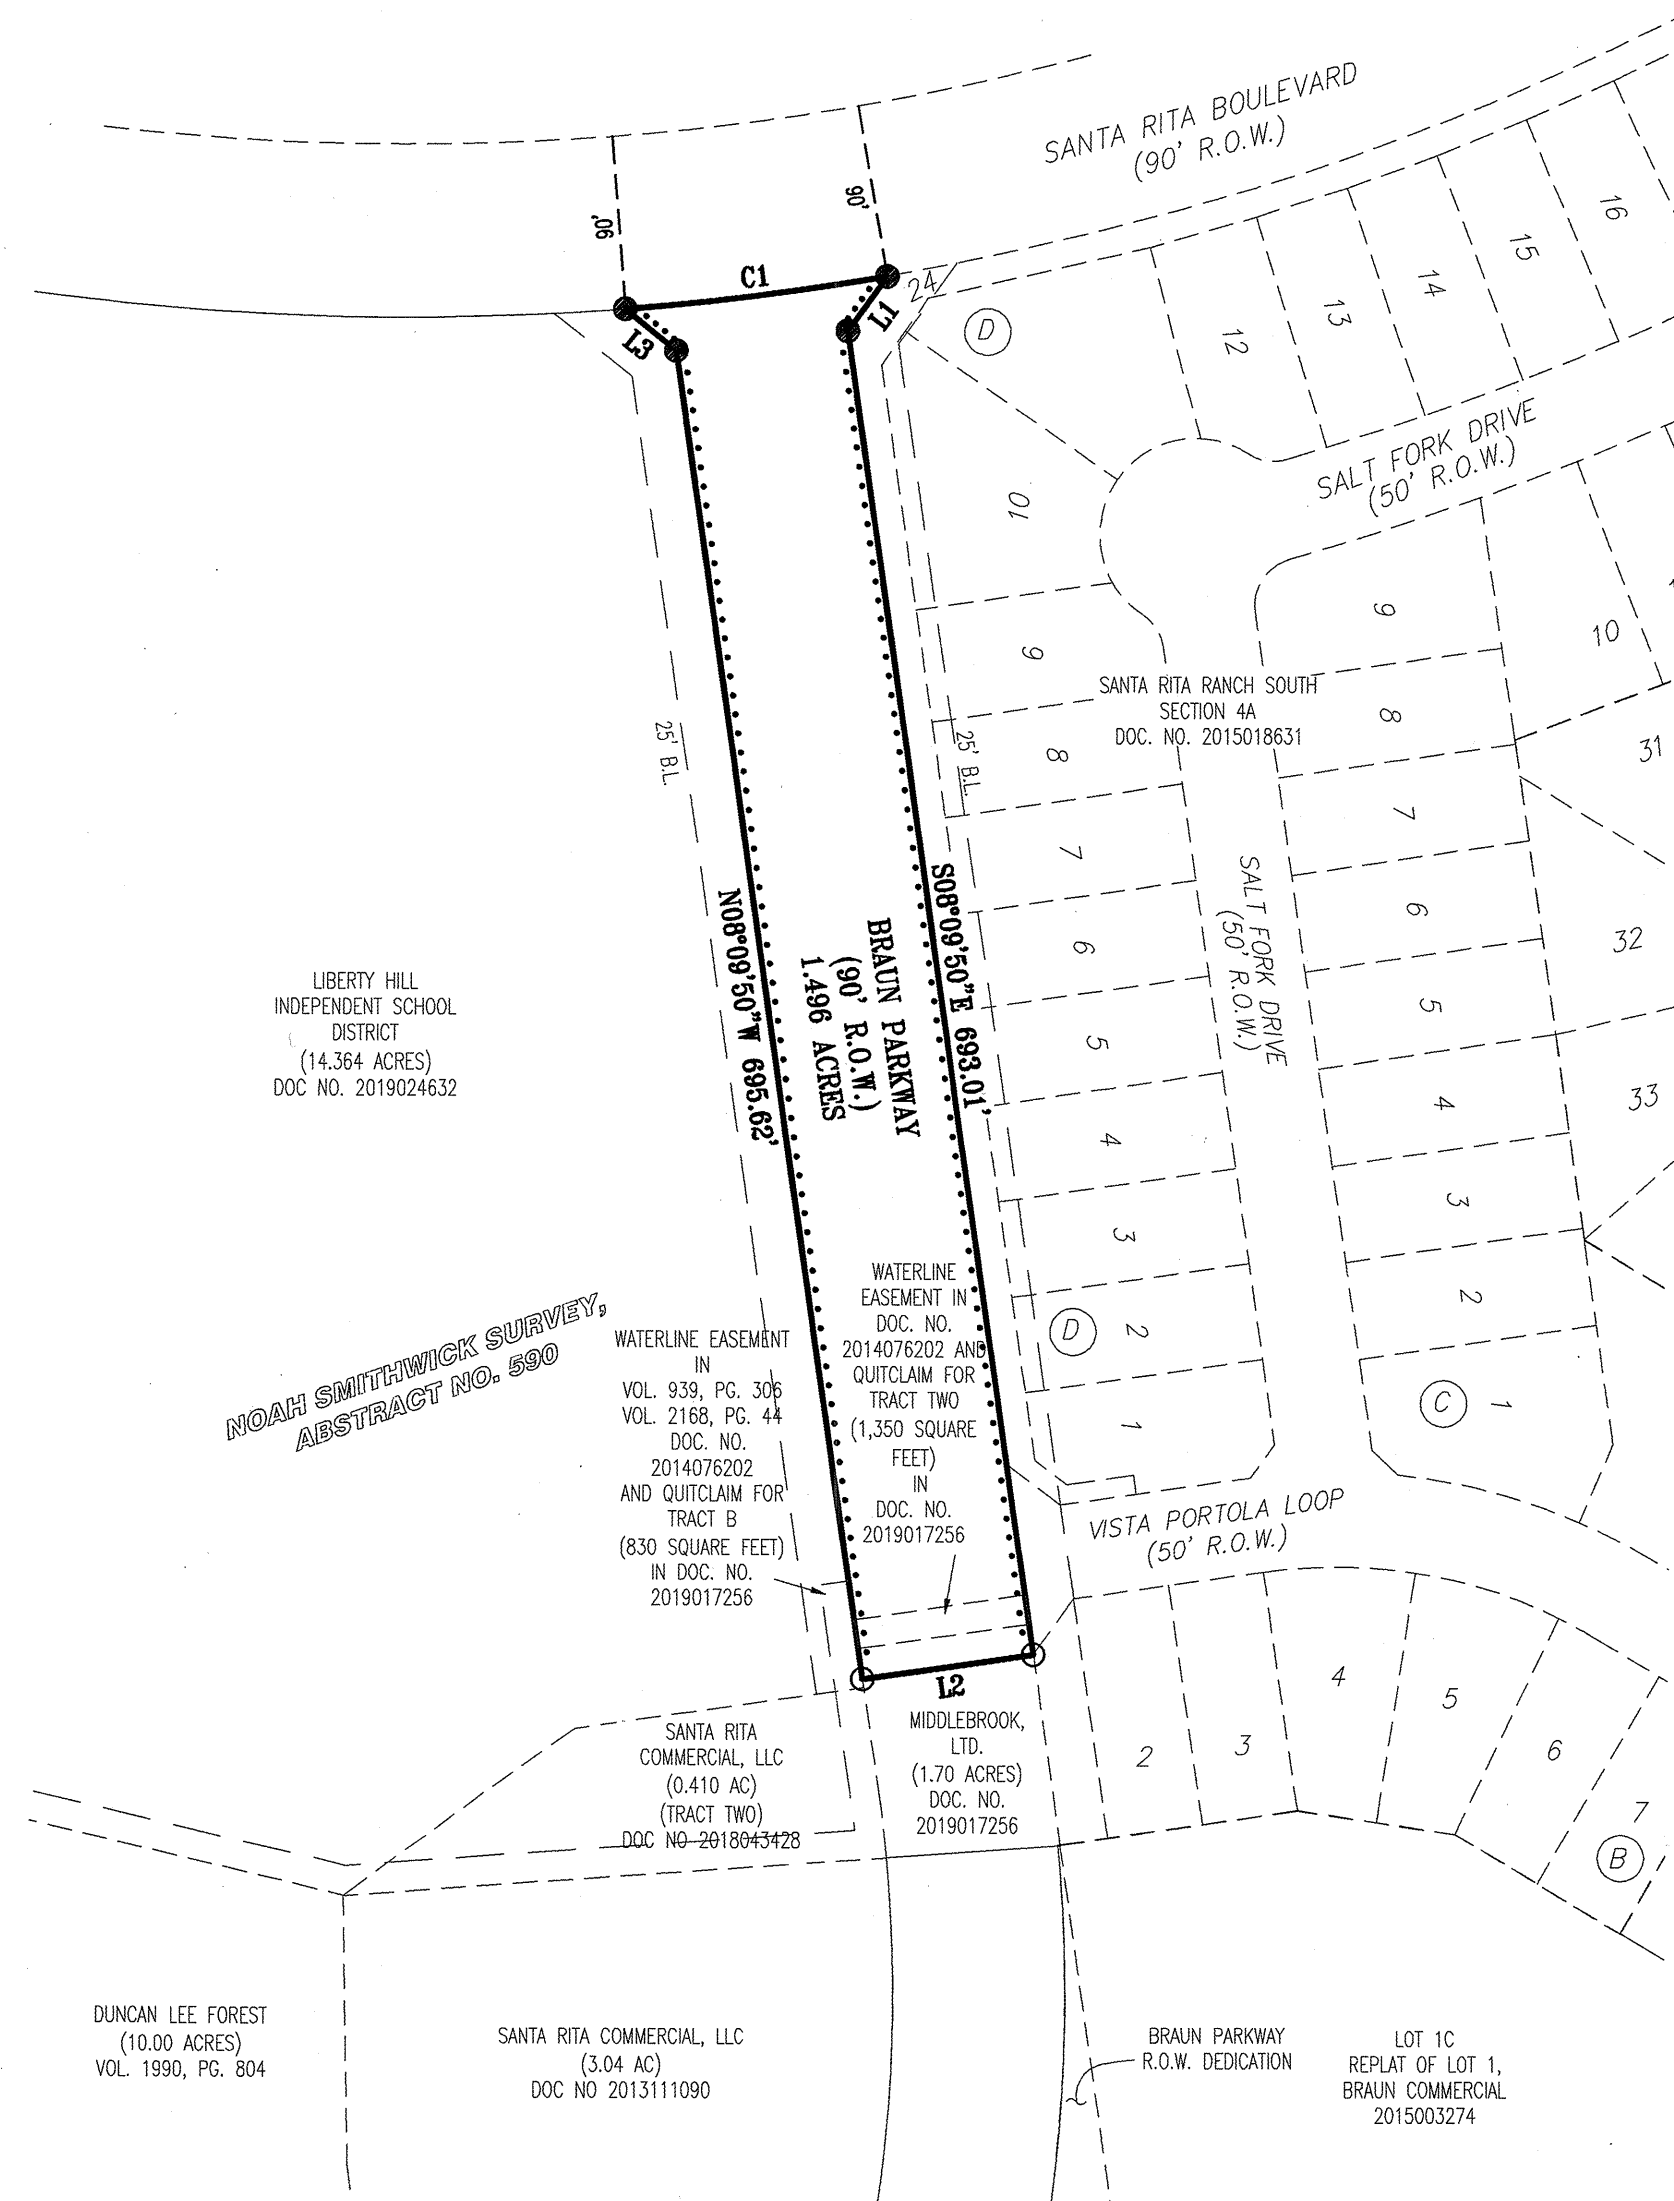 SANTA RITA BOULEVARD
(90' R.O.W.)
90'
90'
C1
L1
L3
24
D
12
13
14
15
16
SALT FORK DRIVE
(50' R.O.W.)
10
9
8
7
6
5
4
3
2
1
D
25' B.L.
25' B.L.
SANTA RITA RANCH SOUTH
SECTION 4A
DOC. NO. 2015018631
9
8
7
6
5
4
3
2
1
C
10
31
32
33
SALT FORK DRIVE
(50' R.O.W.)
N08°09'50"W 695.62'
S08°09'50"E 693.01'
BRAUN PARKWAY
(90' R.O.W.)
1.496 ACRES
LIBERTY HILL
INDEPENDENT SCHOOL
DISTRICT
(14.364 ACRES)
DOC NO. 2019024632
NOAH SMITHWICK SURVEY,
ABSTRACT NO. 590
WATERLINE EASEMENT
IN
VOL. 939, PG. 306
VOL. 2168, PG. 44
DOC. NO.
2014076202
AND QUITCLAIM FOR
TRACT B
(830 SQUARE FEET)
IN DOC. NO.
2019017256
WATERLINE
EASEMENT IN
DOC. NO.
2014076202 AND
QUITCLAIM FOR
TRACT TWO
(1,350 SQUARE
FEET)
IN
DOC. NO.
2019017256
VISTA PORTOLA LOOP
(50' R.O.W.)
L2
2
3
4
5
6
7
B
SANTA RITA
COMMERCIAL, LLC
(0.410 AC)
(TRACT TWO)
DOC NO 2018043428
MIDDLEBROOK,
LTD.
(1.70 ACRES)
DOC. NO.
2019017256
DUNCAN LEE FOREST
(10.00 ACRES)
VOL. 1990, PG. 804
SANTA RITA COMMERCIAL, LLC
(3.04 AC)
DOC NO 2013111090
BRAUN PARKWAY
R.O.W. DEDICATION
LOT 1C
REPLAT OF LOT 1,
BRAUN COMMERCIAL
2015003274